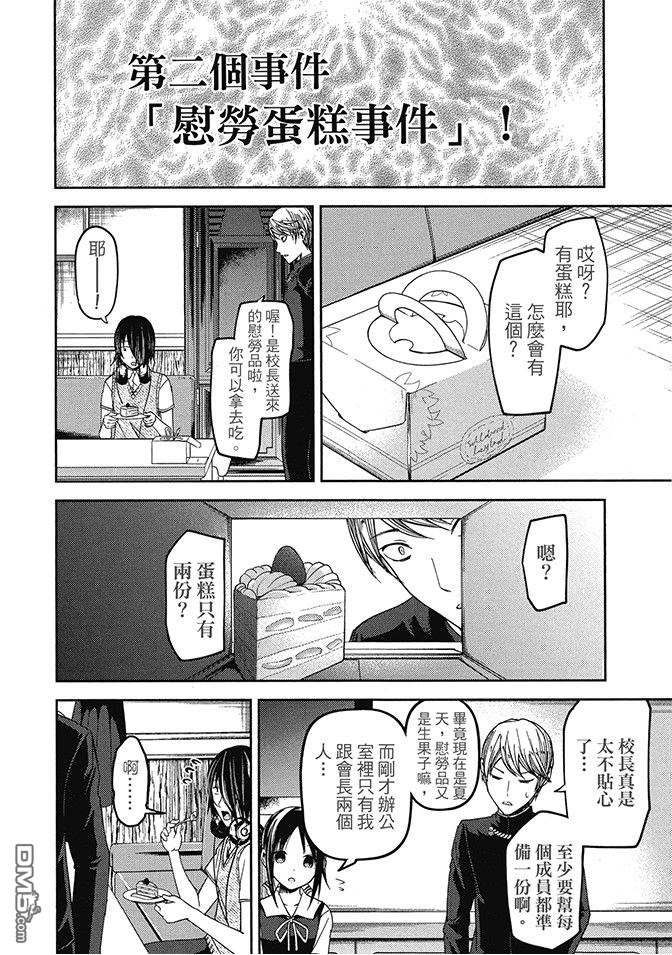 第二個事件
「慰勞蛋糕事件」！
哎呀？
有蛋糕耶，
怎麼會有
這個？
喔！是校長送來
的慰勞品啦，
你可以拿去吃。
耶——！
嗯？
蛋糕只有
兩份？
校長真是
太不貼心
了…
至少要幫每
個成員都準
備一份啊。
畢竟現在是夏
天，慰勞品又
是生果子嘛，
而剛才辦公
室裡只有我
跟會長兩個
人…
啊……
DM5.com